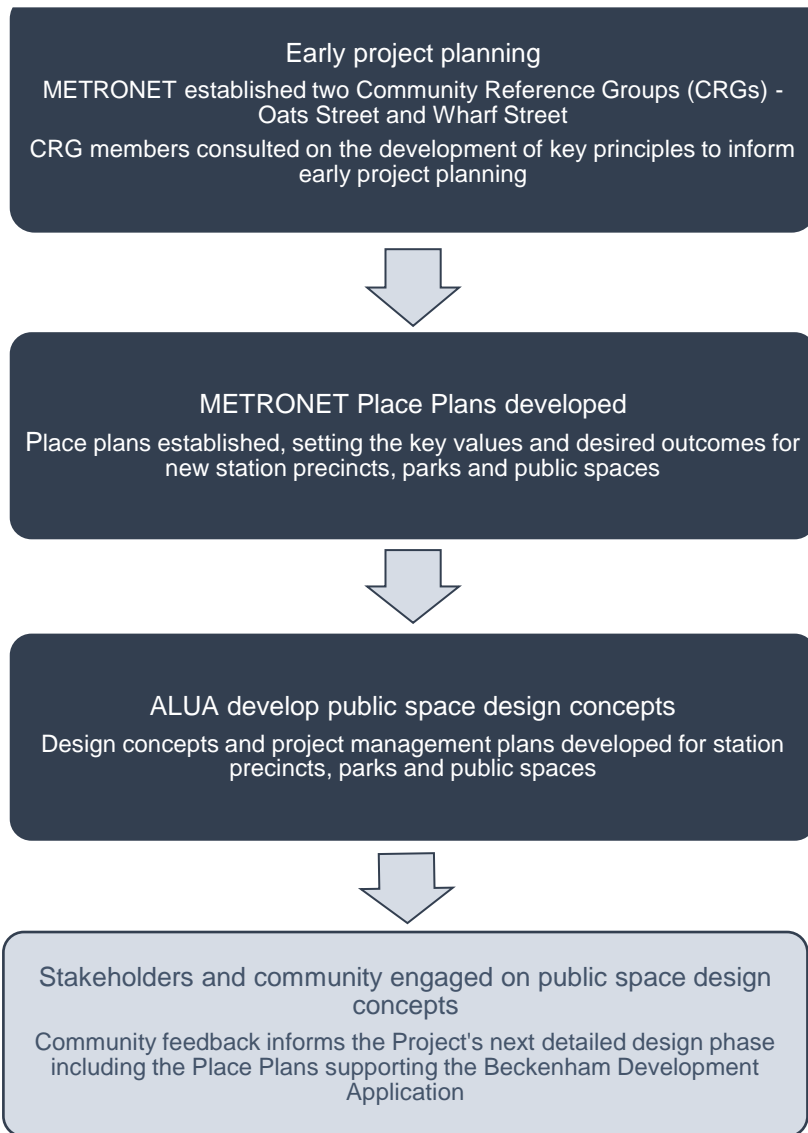 Early project planning
METRONET established two Community Reference Groups (CRGs) -
Oats Street and Wharf Street
CRG members consulted on the development of key principles to inform
early project planning
METRONET Place Plans developed
Place plans established, setting the key values and desired outcomes for
new station precincts, parks and public spaces
ALUA develop public space design concepts
Design concepts and project management plans developed for station
precincts, parks and public spaces
Stakeholders and community engaged on public space design
concepts
Community feedback informs the Project's next detailed design phase
including the Place Plans supporting the Beckenham Development
Application